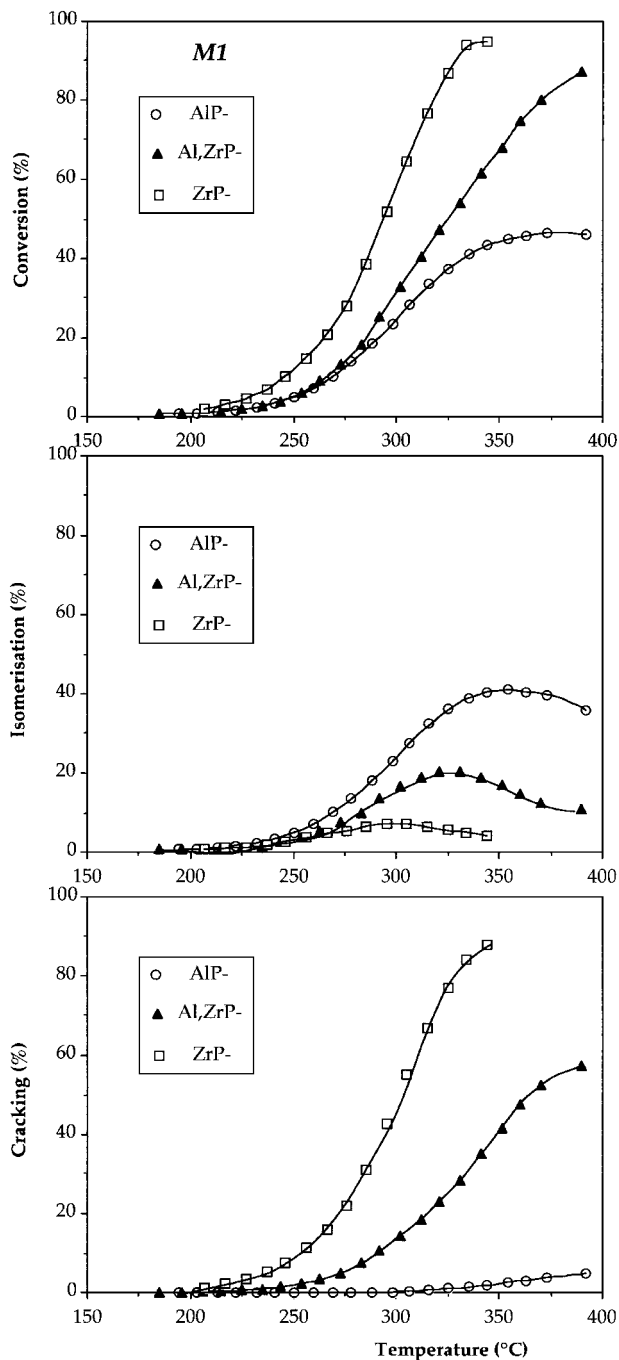 M1
AlP-
Al,ZrP-
ZrP-
Conversion (%)
100
80
60
40
20
0
150 200 250 300 350 400
AlP-
Al,ZrP-
ZrP-
Isomerisation (%)
100
80
60
40
20
0
150 200 250 300 350 400
AlP-
Al,ZrP-
ZrP-
Cracking (%)
100
80
60
40
20
0
150 200 250 300 350 400
Temperature (°C)